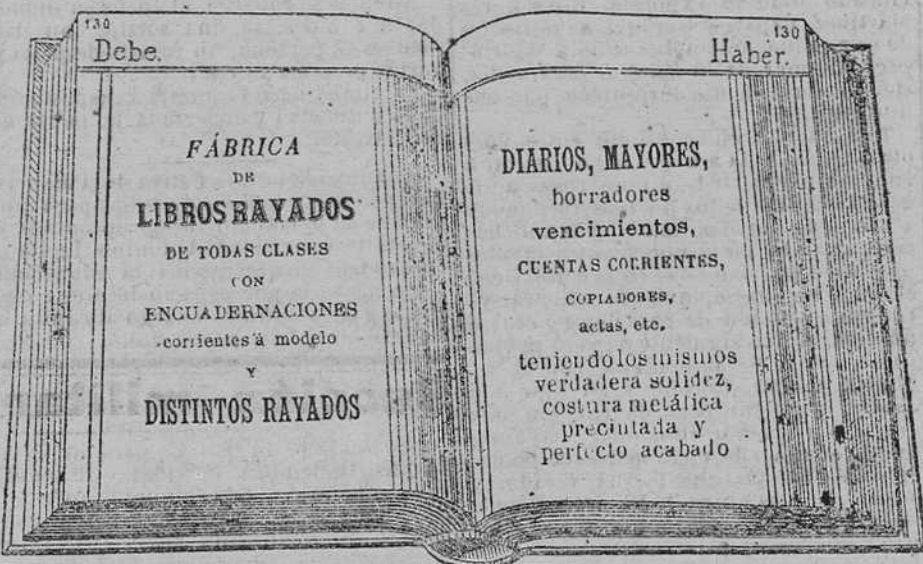 130
Debe.
FÁBRICA
DE
LIBROS RAYADOS
DE TODAS CLASES
CON
ENCUADERNACIONES
corrientes á modelo
Y
DISTINTOS RAYADOS
130
Haber.
DIARIOS, MAYORES,
borradores
vencimientos,
CUENTAS CORRIENTES,
COPIADORES,
actas, etc.
teniendo los mismos
verdadera solidez,
costura metálica
precintada y
perfecto acabado